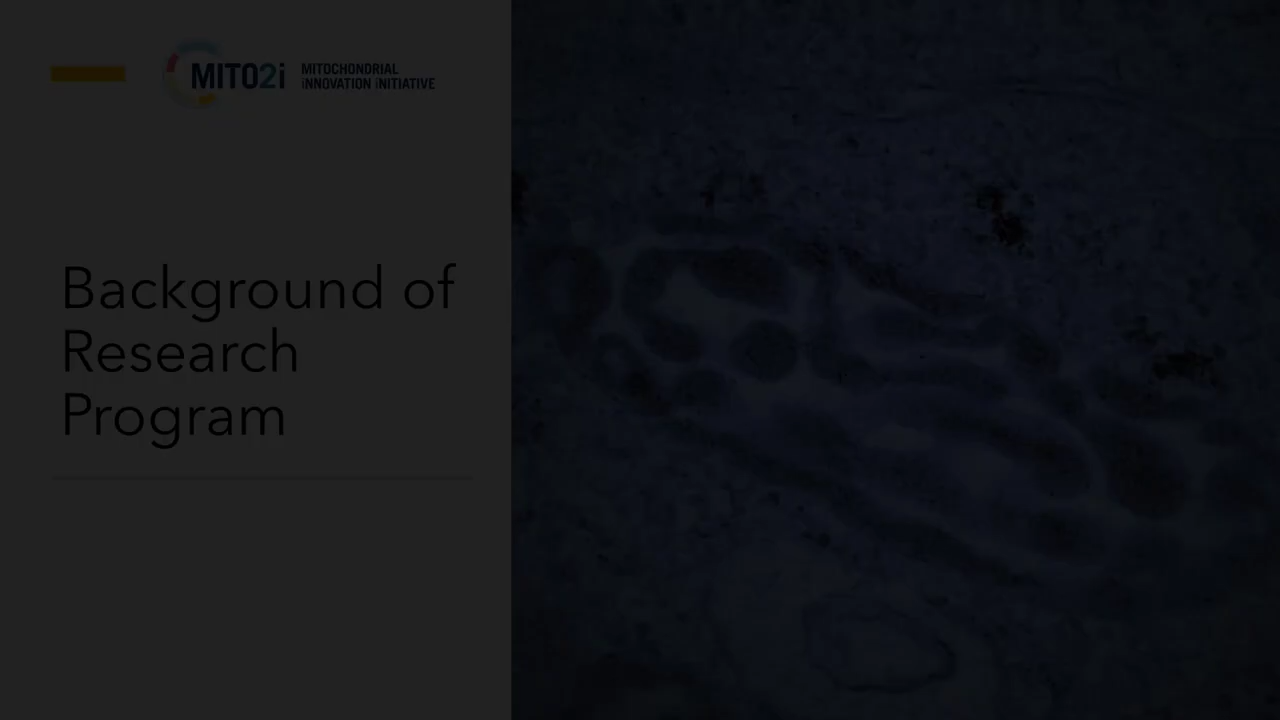 MITO2i
MITOCHONDRIAL
iNNOVATION iNITIATIVE
Background of
Research
Program